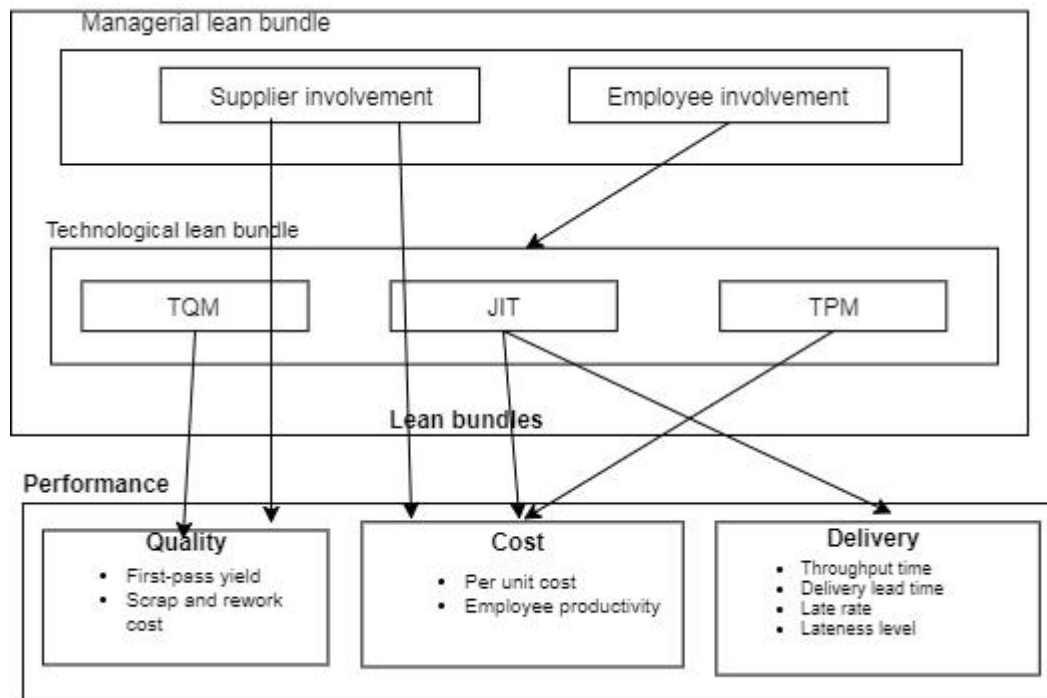 Managerial lean bundle
Supplier involvement
Employee involvement
Technological lean bundle
TQM
JIT
TPM
Lean bundles
Performance
Quality
• First-pass yield
• Scrap and rework
cost
Cost
• Per unit cost
• Employee productivity
Delivery
• Throughput time
• Delivery lead time
• Late rate
• Lateness level